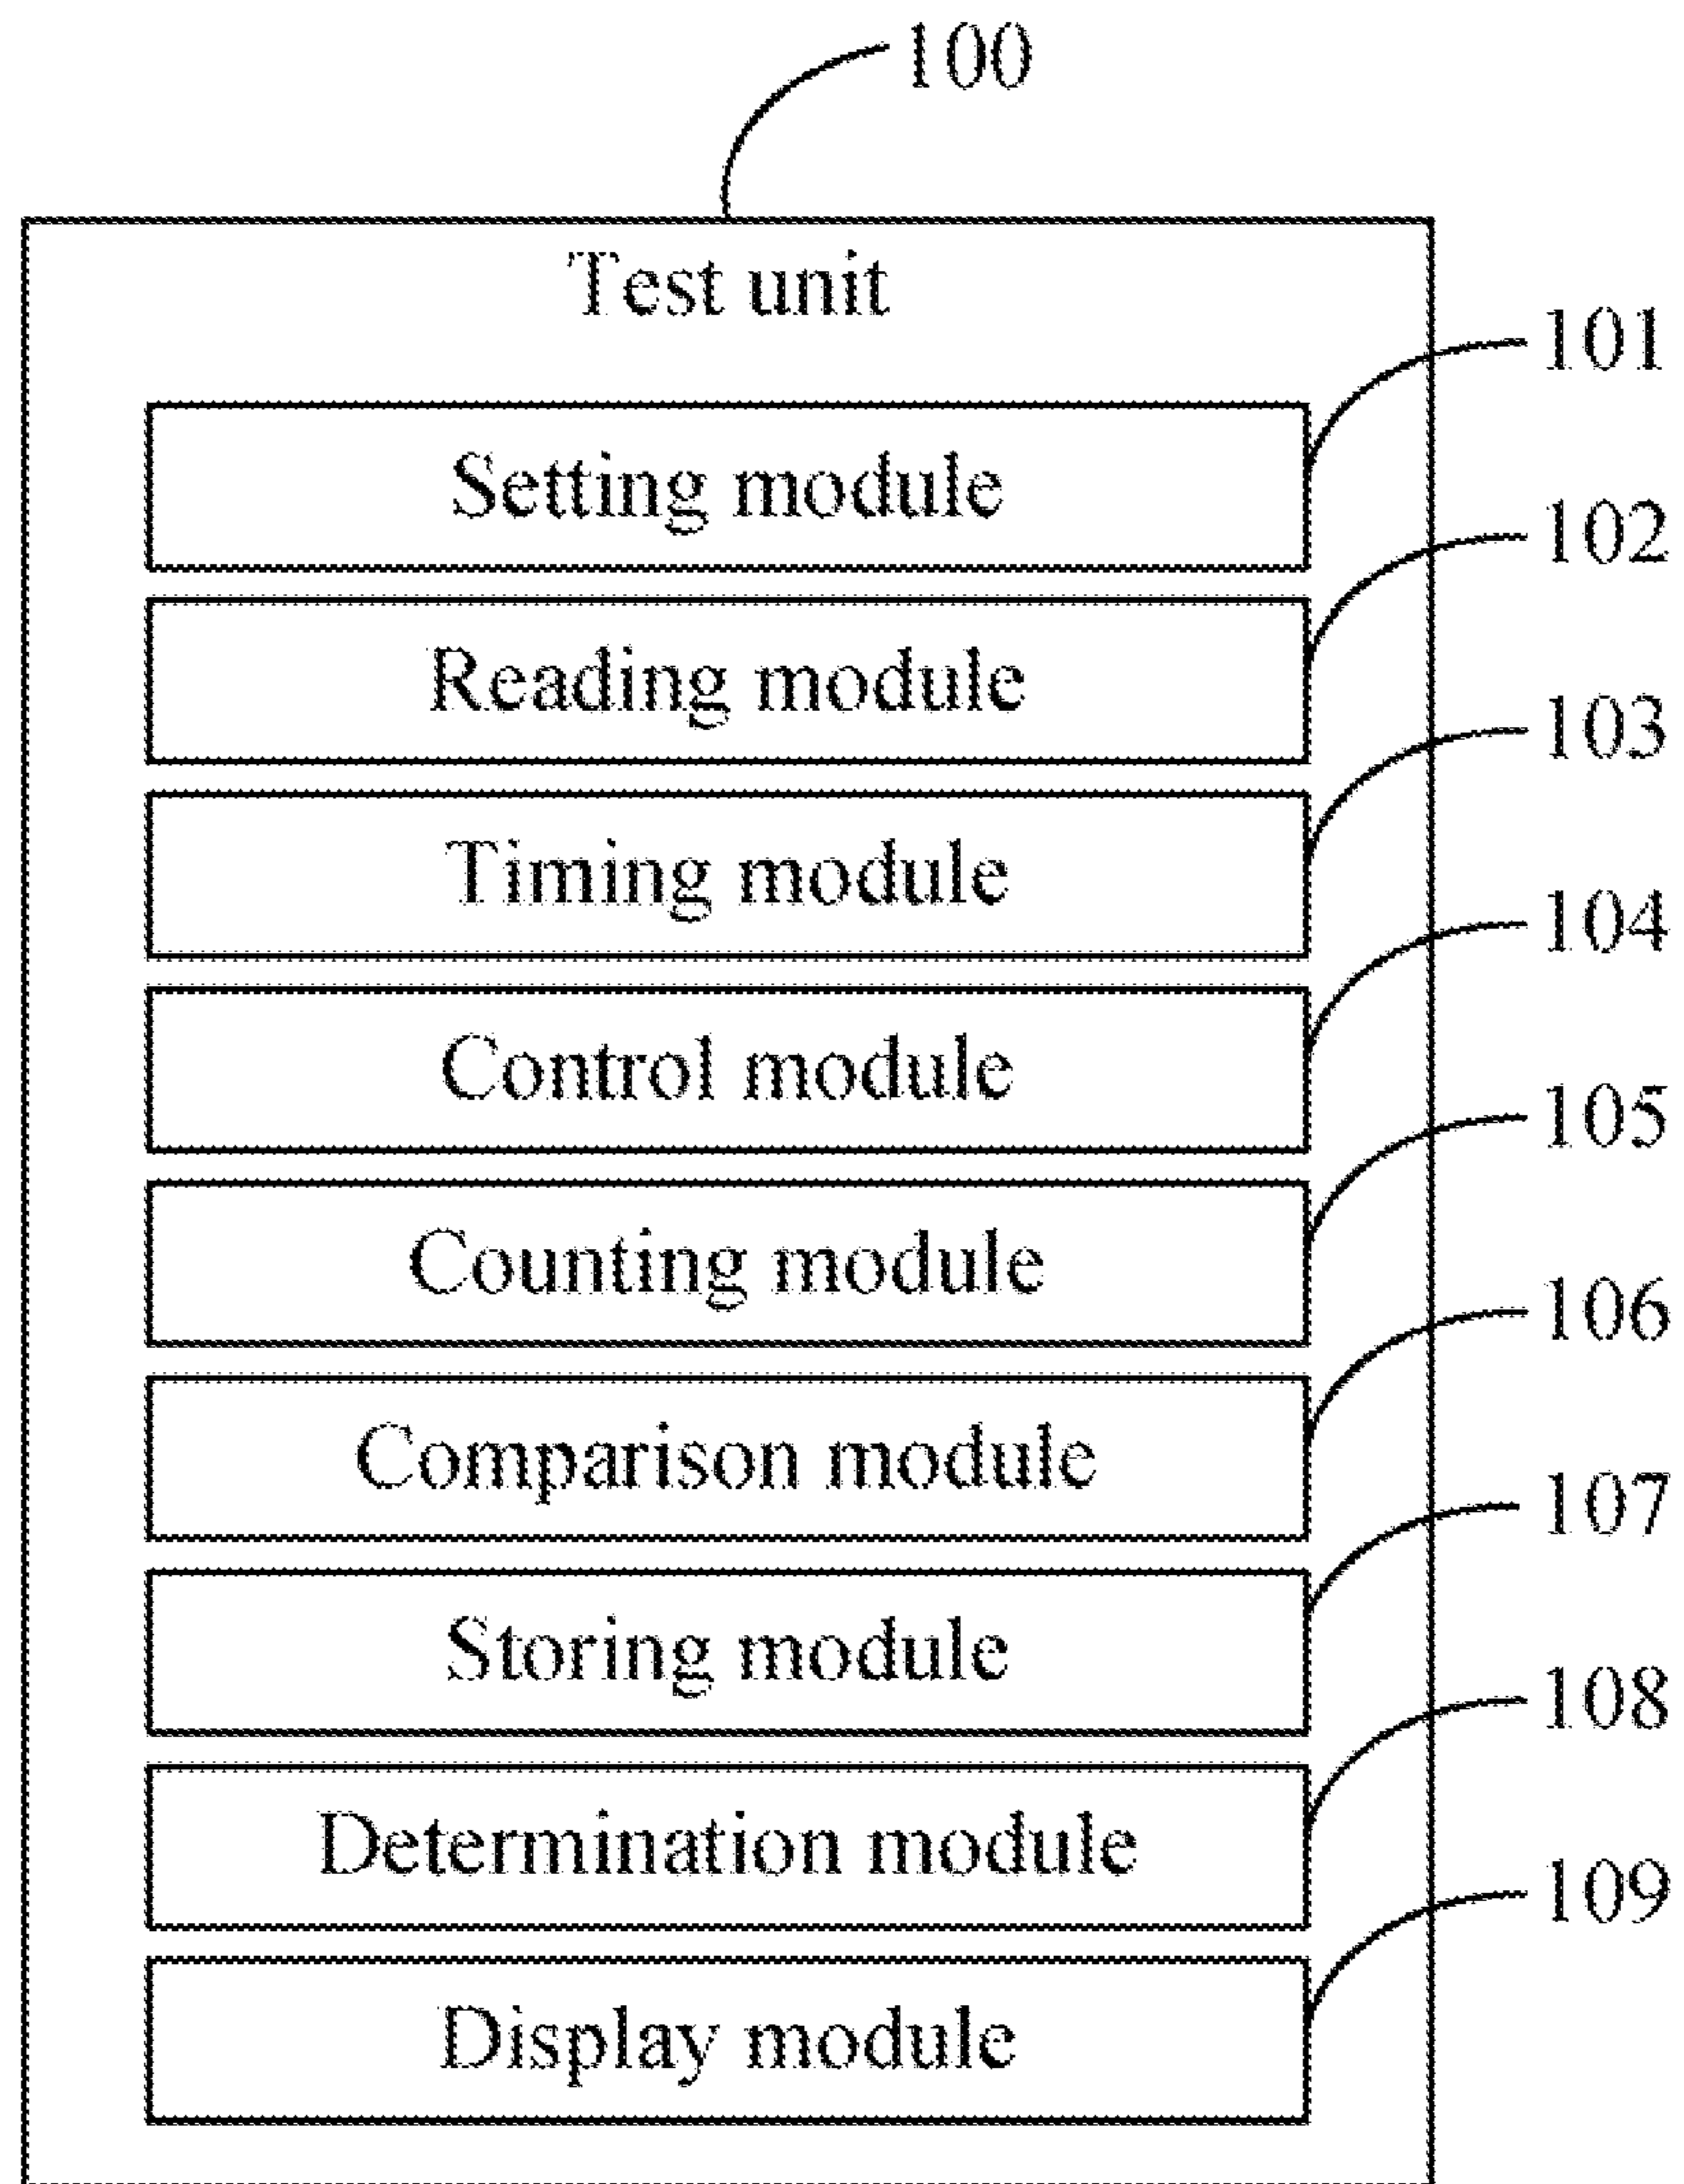 100
Test unit
101
Setting module
102
Reading module
103
Timing module
104
Control module
105
Counting module
106
Comparison module
107
Storing module
108
Determination module
109
Display module